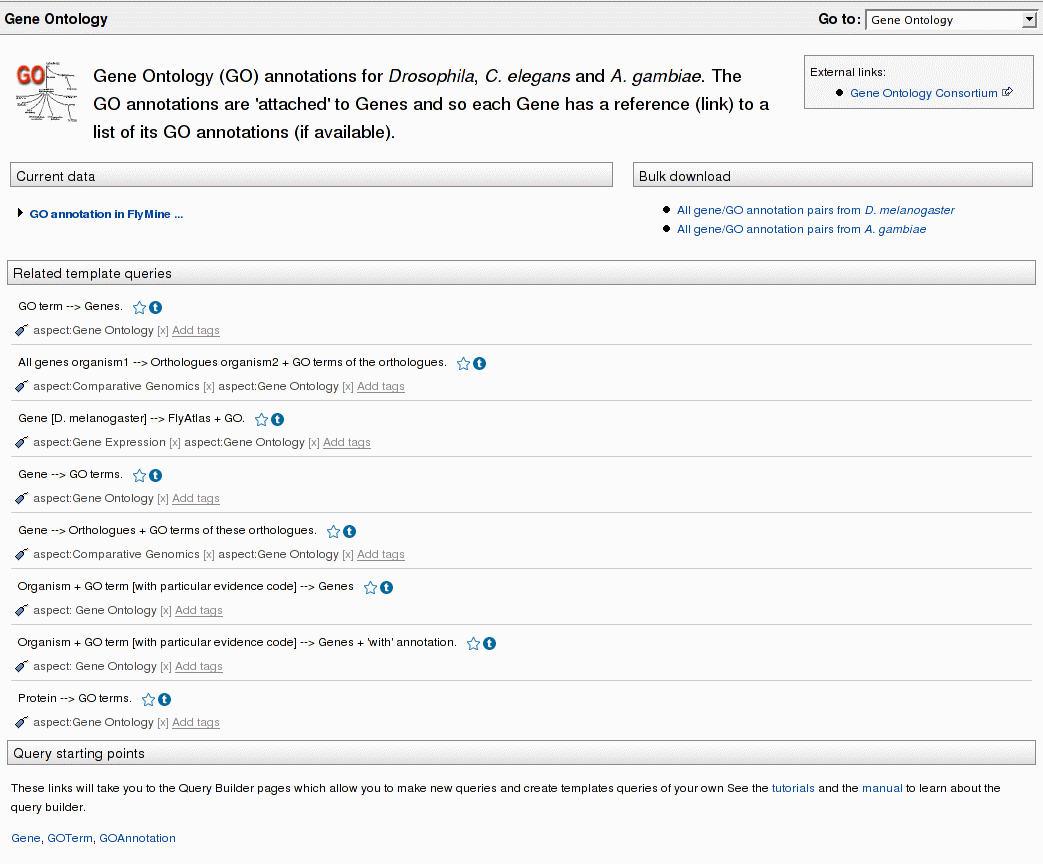 Gene Ontology
Go to: Gene Ontology
GO
Gene Ontology (GO) annotations for Drosophila, C. elegans and A. gambiae. The
GO annotations are 'attached' to Genes and so each Gene has a reference (link) to a
list of its GO annotations (if available).
External links:
Gene Ontology Consortium
Current data
GO annotation in FlyMine ...
Bulk download
All gene/GO annotation pairs from D. melanogaster
All gene/GO annotation pairs from A. gambiae
Related template queries
GO term --> Genes. t
aspect:Gene Ontology [x] Add tags
All genes organism1 --> Orthologues organism2 + GO terms of the orthologues. t
aspect:Comparative Genomics [x] aspect:Gene Ontology [x] Add tags
Gene [D. melanogaster] --> FlyAtlas + GO. t
aspect:Gene Expression [x] aspect:Gene Ontology [x] Add tags
Gene --> GO terms. t
aspect:Gene Ontology [x] Add tags
Gene --> Orthologues + GO terms of these orthologues. t
aspect:Comparative Genomics [x] aspect:Gene Ontology [x] Add tags
Organism + GO term [with particular evidence code] --> Genes t
aspect: Gene Ontology [x] Add tags
Organism + GO term [with particular evidence code] --> Genes + 'with' annotation. t
aspect: Gene Ontology [x] Add tags
Protein --> GO terms. t
aspect:Gene Ontology [x] Add tags
Query starting points
These links will take you to the Query Builder pages which allow you to make new queries and create templates queries of your own See the tutorials and the manual to learn about the
query builder.
Gene, GOTerm, GOAnnotation